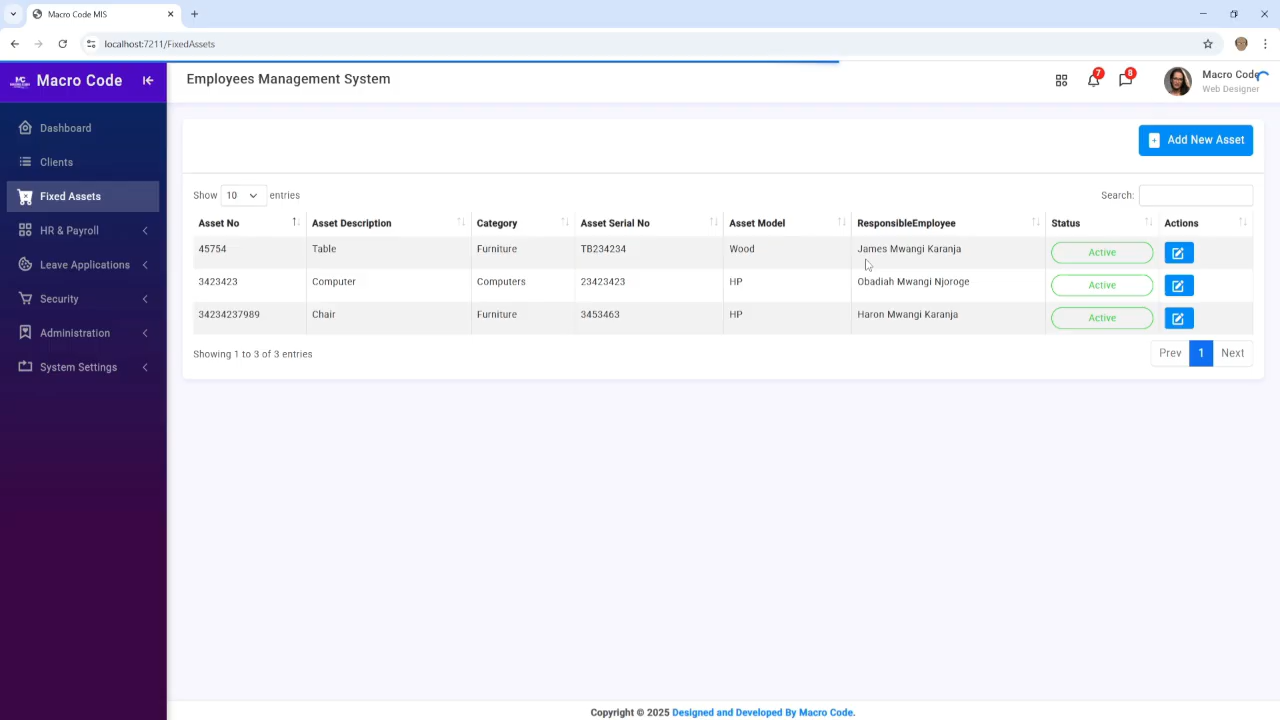 Macro Code MIS
localhost:7211/FixedAssets
Macro Code
Employees Management System
7
8
Macro Code
Web Designer
Dashboard
Clients
Fixed Assets
HR & Payroll
Leave Applications
Security
Administration
System Settings
Add New Asset
Show 10 entries
Search:
Asset No Asset Description Category Asset Serial No Asset Model ResponsibleEmployee Status Actions
45754 Table Furniture TB234234 Wood James Mwangi Karanja Active
3423423 Computer Computers 23423423 HP Obadiah Mwangi Njoroge Active
34234237989 Chair Furniture 3453463 HP Haron Mwangi Karanja Active
Showing 1 to 3 of 3 entries
Prev 1 Next
Copyright © 2025 Designed and Developed By Macro Code.